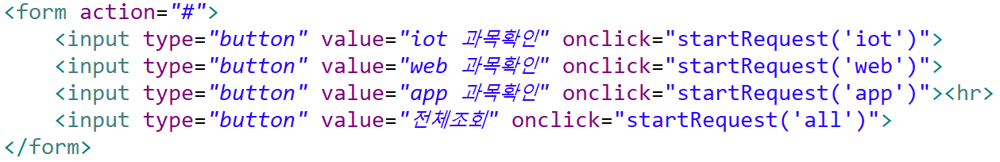 <form action="#">
    <input type="button" value="iot 과목확인" onclick="startRequest('iot')">
    <input type="button" value="web 과목확인" onclick="startRequest('web')">
    <input type="button" value="app 과목확인" onclick="startRequest('app')"><hr>
    <input type="button" value="전체조회" onclick="startRequest('all')">
</form>